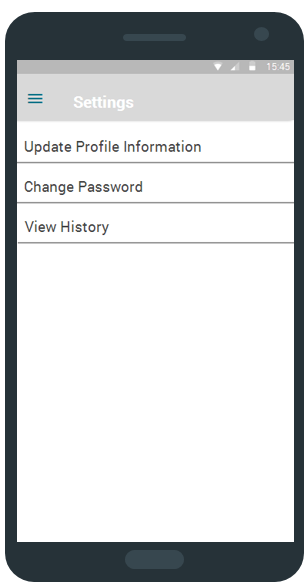 15:45
Settings
Update Profile Information
Change Password
View History